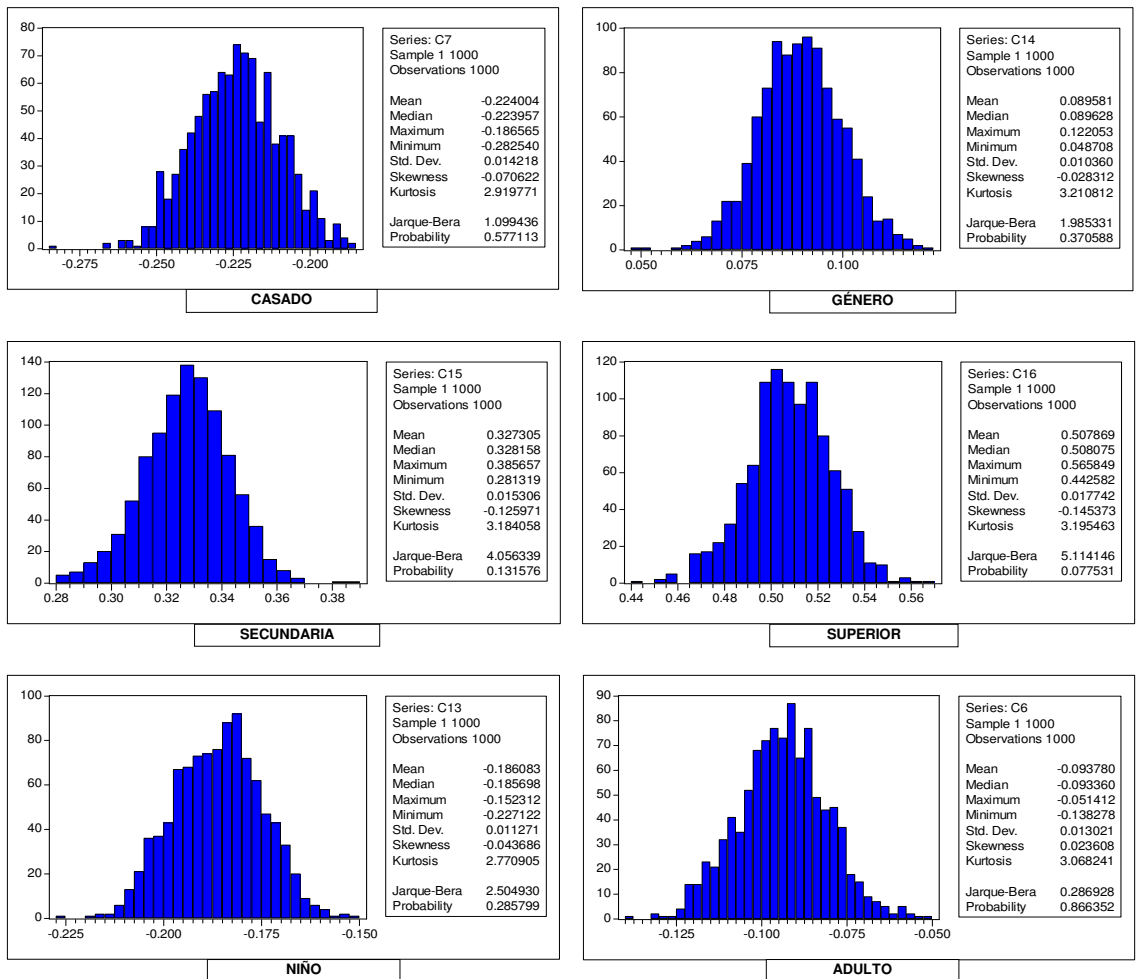 80
70
60
50
40
30
20
10
0
-0.275
-0.250
-0.225
-0.200
Series: C7
Sample 1 1000
Observations 1000
Mean -0.224004
Median -0.223957
Maximum -0.186565
Minimum -0.282540
Std. Dev. 0.014218
Skewness -0.070622
Kurtosis 2.919771
Jarque-Bera 1.099436
Probability 0.577113
CASADO
100
80
60
40
20
0
0.050
0.075
0.100
Series: C14
Sample 1 1000
Observations 1000
Mean 0.089581
Median 0.089628
Maximum 0.122053
Minimum 0.048708
Std. Dev. 0.010360
Skewness -0.028312
Kurtosis 3.210812
Jarque-Bera 1.985331
Probability 0.370588
GÉNERO
140
120
100
80
60
40
20
0
0.28
0.30
0.32
0.34
0.36
0.38
Series: C15
Sample 1 1000
Observations 1000
Mean 0.327305
Median 0.328158
Maximum 0.385657
Minimum 0.281319
Std. Dev. 0.015306
Skewness -0.125971
Kurtosis 3.184058
Jarque-Bera 4.056339
Probability 0.131576
SECUNDARIA
120
100
80
60
40
20
0
0.44
0.46
0.48
0.50
0.52
0.54
0.56
Series: C16
Sample 1 1000
Observations 1000
Mean 0.507869
Median 0.508075
Maximum 0.565849
Minimum 0.442582
Std. Dev. 0.017742
Skewness -0.145373
Kurtosis 3.195463
Jarque-Bera 5.114146
Probability 0.077531
SUPERIOR
100
80
60
40
20
0
-0.225
-0.200
-0.175
-0.150
Series: C13
Sample 1 1000
Observations 1000
Mean -0.186083
Median -0.185698
Maximum -0.152312
Minimum -0.227122
Std. Dev. 0.011271
Skewness -0.043686
Kurtosis 2.770905
Jarque-Bera 2.504930
Probability 0.285799
NIÑO
90
80
70
60
50
40
30
20
10
0
-0.125
-0.100
-0.075
-0.050
Series: C6
Sample 1 1000
Observations 1000
Mean -0.093780
Median -0.093360
Maximum -0.051412
Minimum -0.138278
Std. Dev. 0.013021
Skewness 0.023608
Kurtosis 3.068241
Jarque-Bera 0.286928
Probability 0.866352
ADULTO